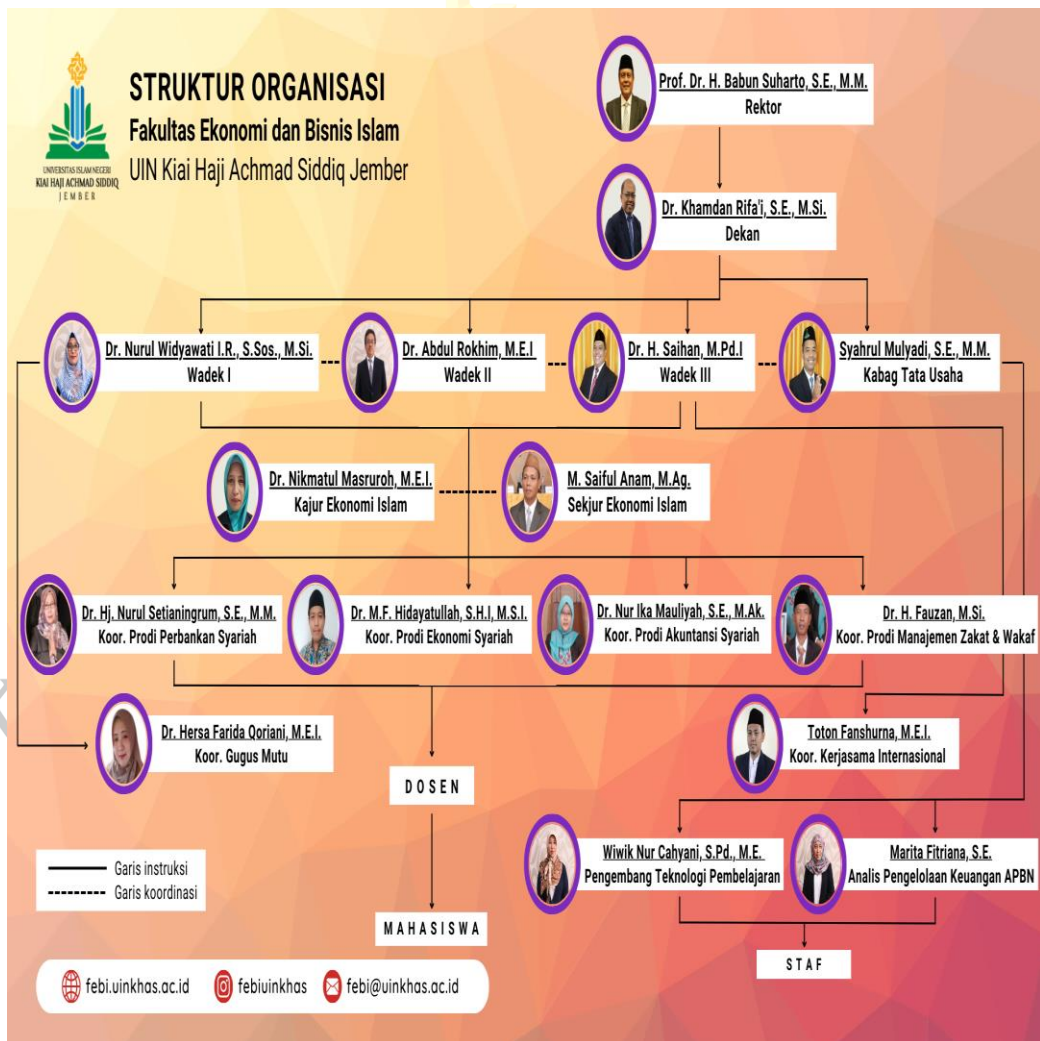 STRUKTUR ORGANISASI
Fakultas Ekonomi dan Bisnis Islam
UIN Kiai Haji Achmad Siddiq Jember
UNIVERSITAS ISLAM NEGERI
KIAI HAJI ACHMAD SIDDIQ
JEMBER
Prof. Dr. H. Babun Suharto, S.E., M.M.
Rektor
Dr. Khamdan Rifa'i, S.E., M.Si.
Dekan
Dr. Nurul Widyawati I.R., S.Sos., M.Si.
Wadek I
Dr. Abdul Rokhim, M.E.I
Wadek II
Dr. H. Saihan, M.Pd.I
Wadek III
Syahrul Mulyadi, S.E., M.M.
Kabag Tata Usaha
Dr. Nikmatul Masruroh, M.E.I.
Kajur Ekonomi Islam
M. Saiful Anam, M.Ag.
Sekjur Ekonomi Islam
Dr. Hj. Nurul Setianingrum, S.E., M.M.
Koor. Prodi Perbankan Syariah
Dr. M.F. Hidayatullah, S.H.I, M.S.I.
Koor. Prodi Ekonomi Syariah
Dr. Nur Ika Mauliyah, S.E., M.Ak.
Koor. Prodi Akuntansi Syariah
Dr. H. Fauzan, M.Si.
Koor. Prodi Manajemen Zakat & Wakaf
Dr. Hersa Farida Qoriani, M.E.I.
Koor. Gugus Mutu
Toton Fanshurna, M.E.I.
Koor. Kerjasama Internasional
DOSEN
Wiwik Nur Cahyani, S.Pd., M.E.
Pengembang Teknologi Pembelajaran
Marita Fitriana, S.E.
Analis Pengelolaan Keuangan APBN
Garis instruksi
Garis koordinasi
MAHASISWA
STAF
febi.uinkhas.ac.id
febiuinkhas
febi@uinkhas.ac.id